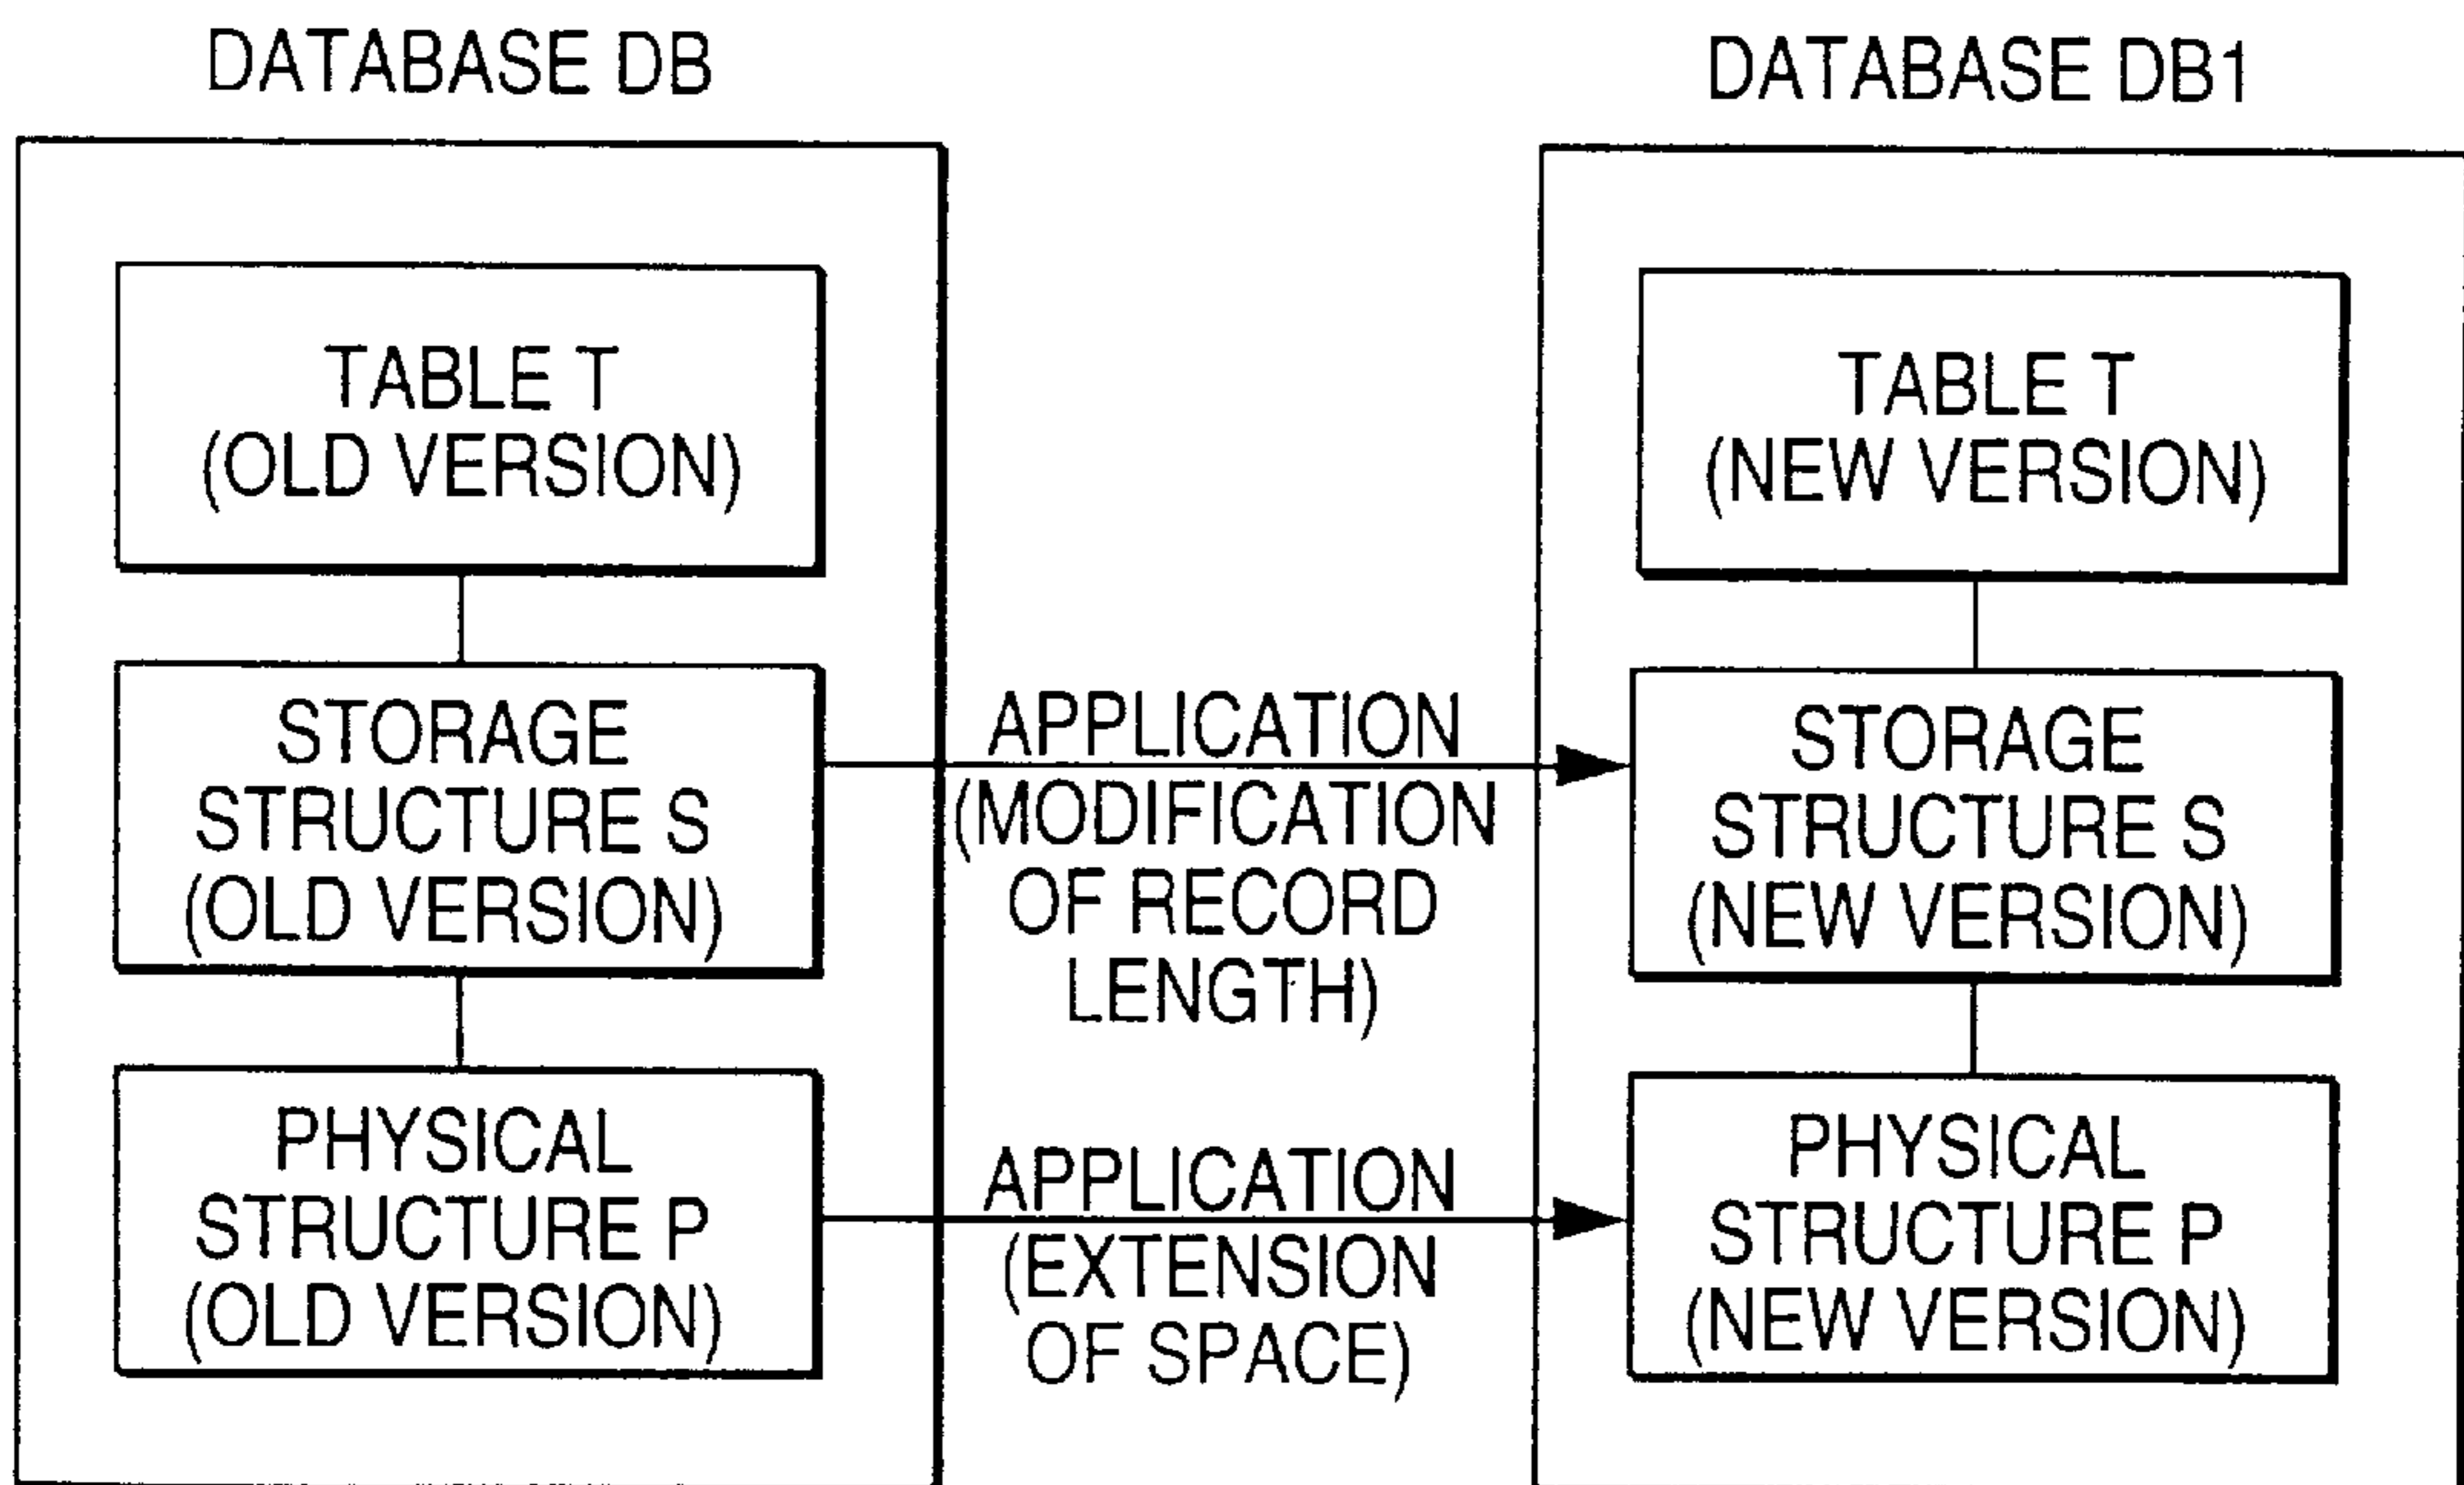 DATABASE DB
TABLE T
(OLD VERSION)
STORAGE
STRUCTURE S
(OLD VERSION)
PHYSICAL
STRUCTURE P
(OLD VERSION)
APPLICATION
(MODIFICATION
OF RECORD
LENGTH)
APPLICATION
(EXTENSION
OF SPACE)
DATABASE DB1
TABLE T
(NEW VERSION)
STORAGE
STRUCTURE S
(NEW VERSION)
PHYSICAL
STRUCTURE P
(NEW VERSION)